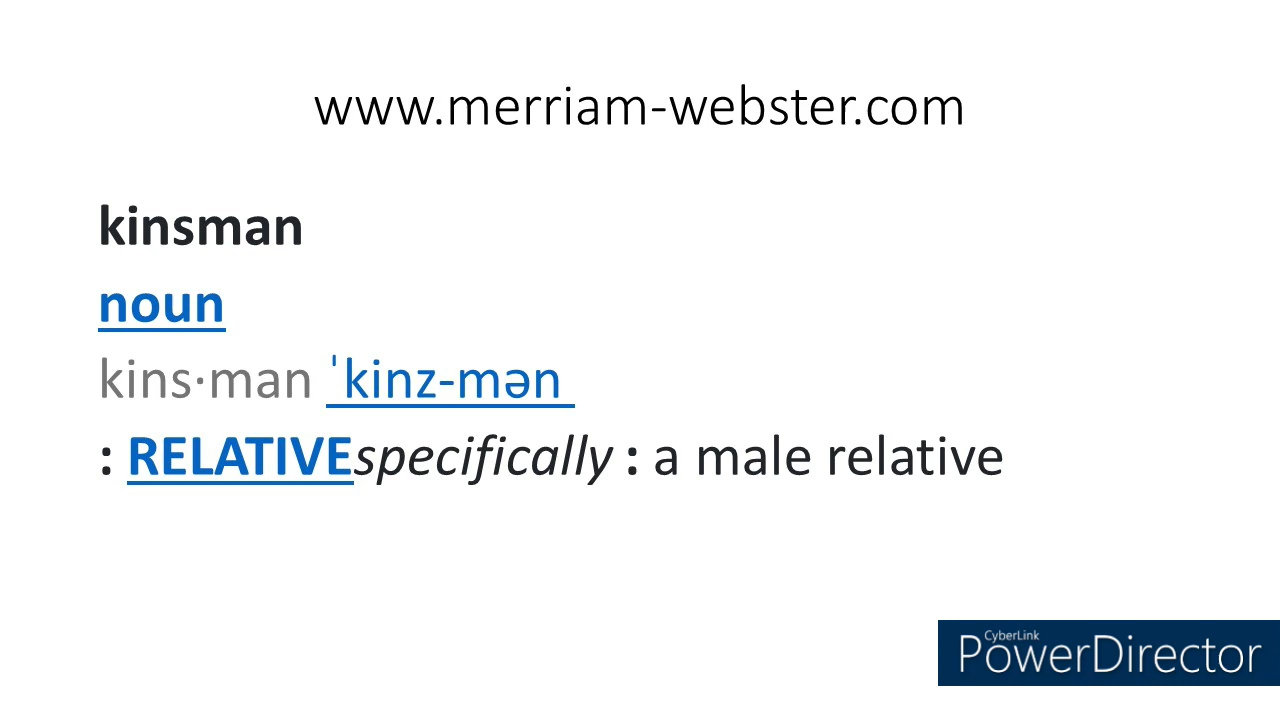 www.merriam-webster.com
kinsman
noun
kins·man ˈkinz-mən
: RELATIVEspecifically : a male relative
CyberLink
PowerDirector